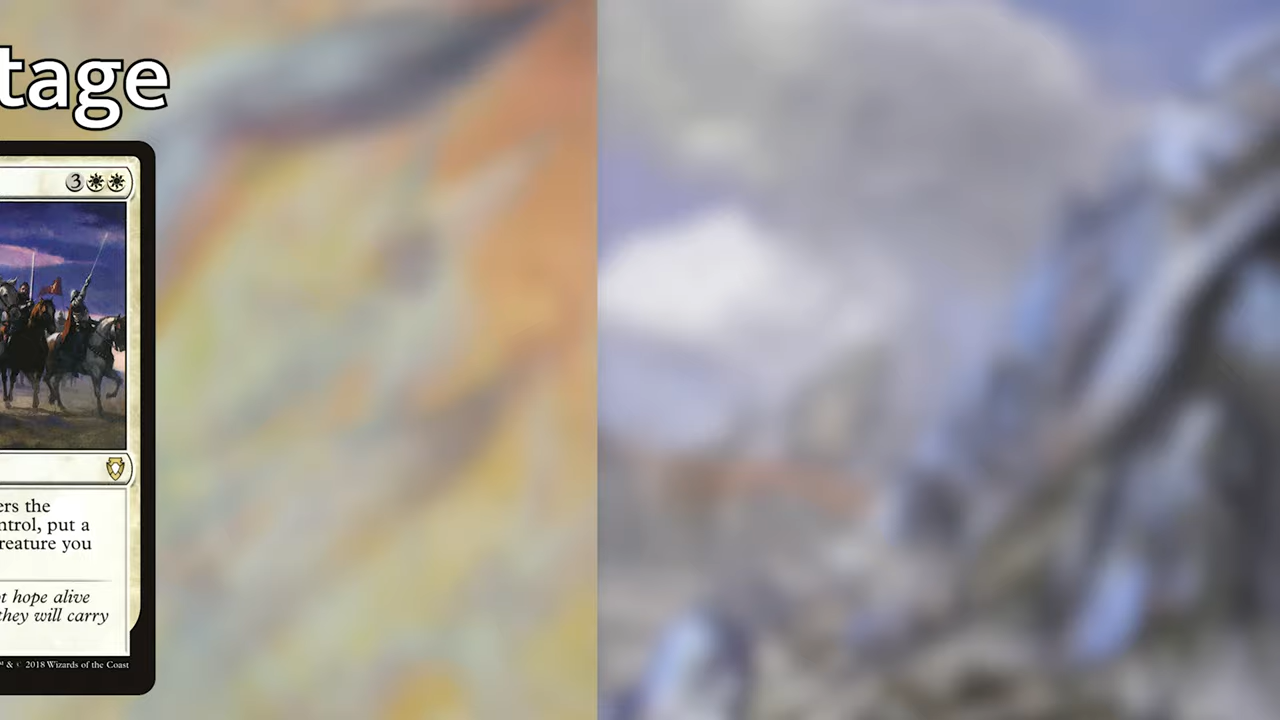 tage
3
ers the
ntrol, put a
reature you
t hope alive
they will carry
& © 2018 Wizards of the Coast